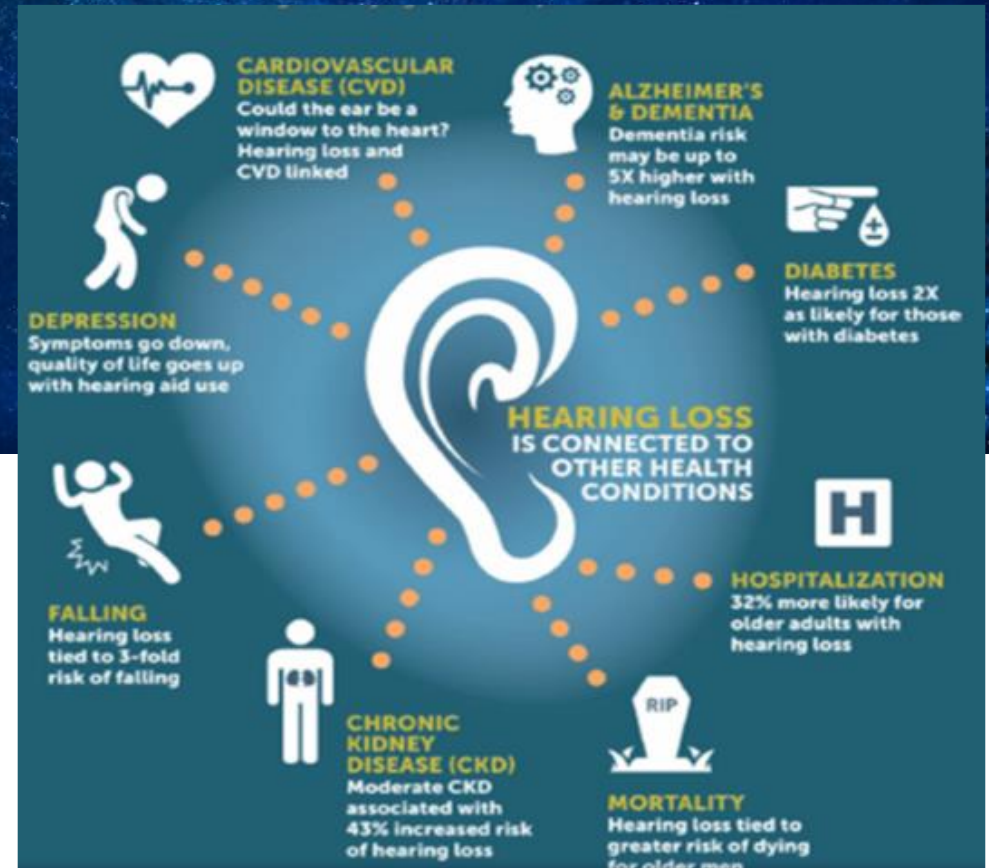 CARDIOVASCULAR
DISEASE (CVD)
Could the ear be a
window to the heart?
Hearing loss and
CVD linked
ALZHEIMER'S
& DEMENTIA
Dementia risk
may be up to
5X higher with
hearing loss
DIABETES
Hearing loss 2X
as likely for those
with diabetes
DEPRESSION
Symptoms go down,
quality of life goes up
with hearing aid use
HEARING LOSS
IS CONNECTED TO
OTHER HEALTH
CONDITIONS
H
HOSPITALIZATION
32% more likely for
older adults with
hearing loss
FALLING
Hearing loss
tied to 3-fold
risk of falling
CHRONIC
KIDNEY
DISEASE (CKD)
Moderate CKD
associated with
43% increased risk
of hearing loss
RIP
MORTALITY
Hearing loss tied to
greater risk of dying
for older men